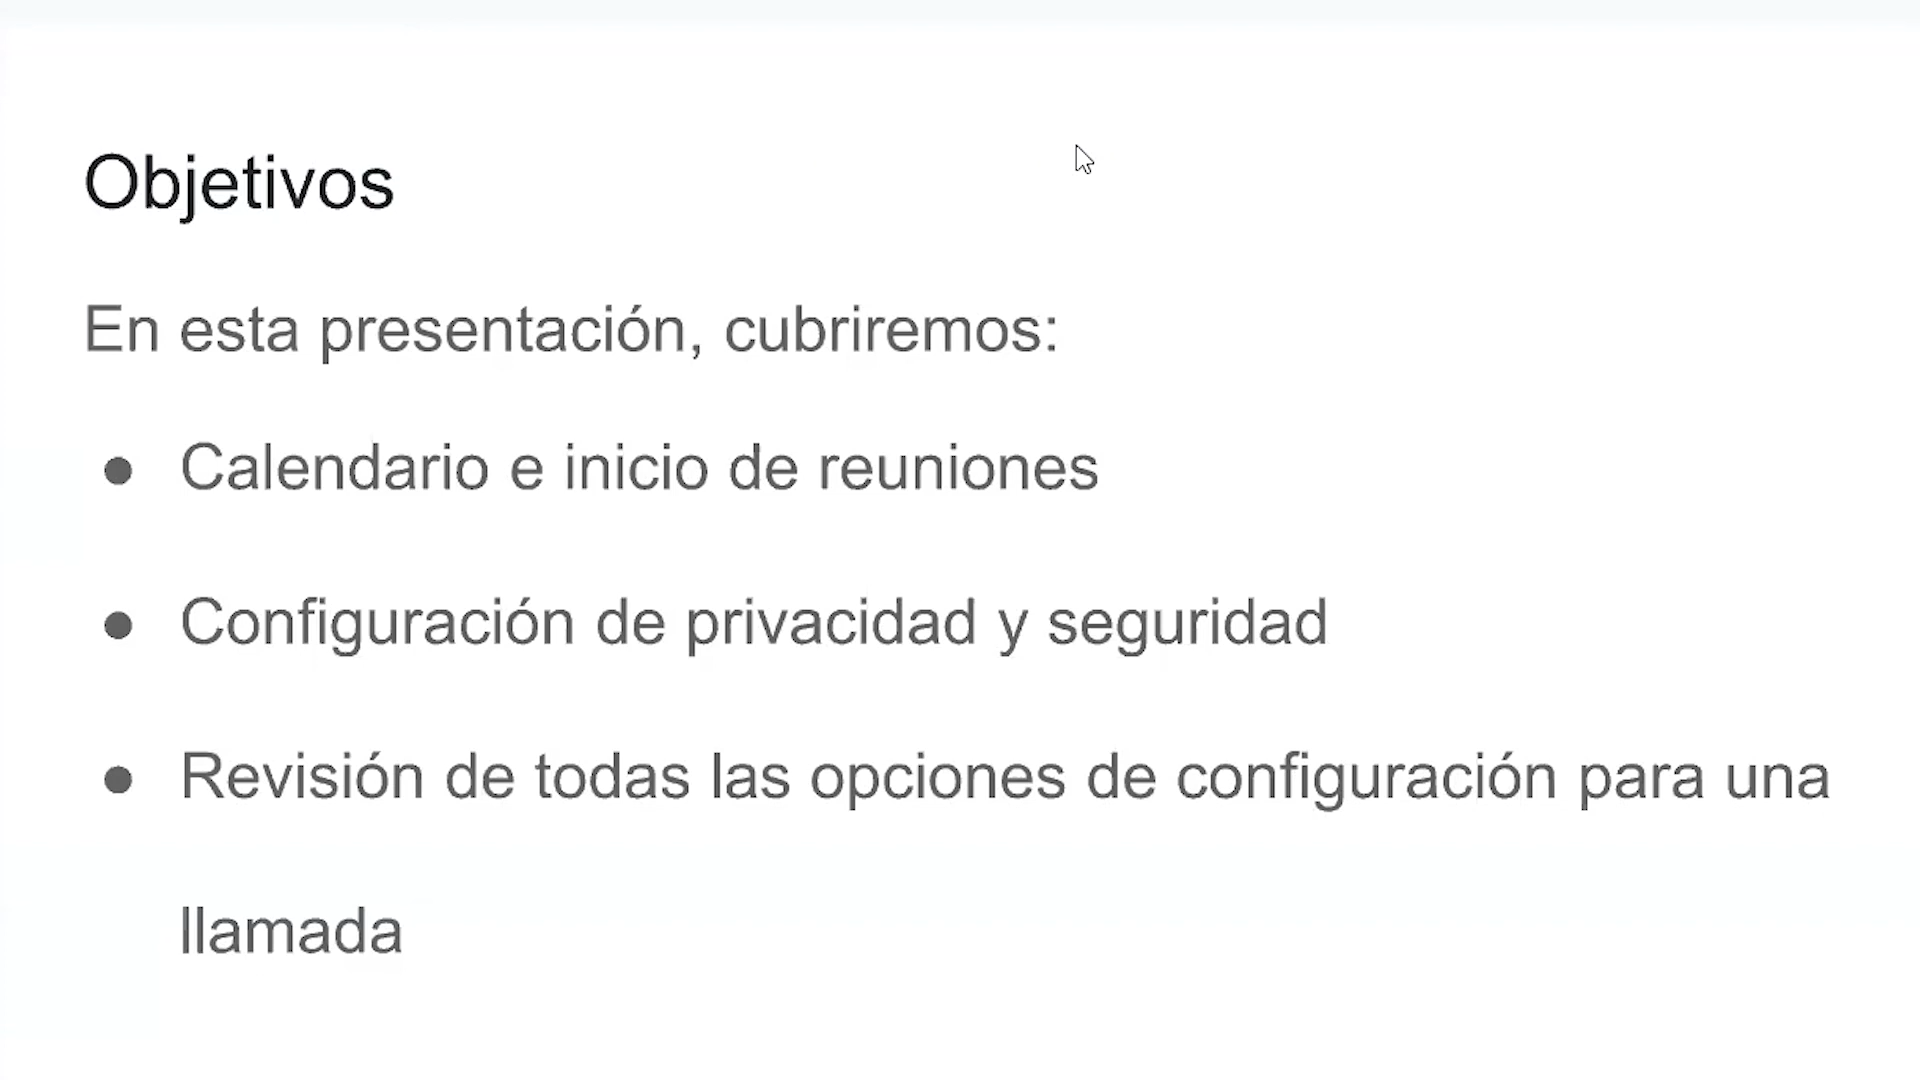 Objetivos
En esta presentación, cubriremos:
● Calendario e inicio de reuniones
● Configuración de privacidad y seguridad
● Revisión de todas las opciones de configuración para una
llamada